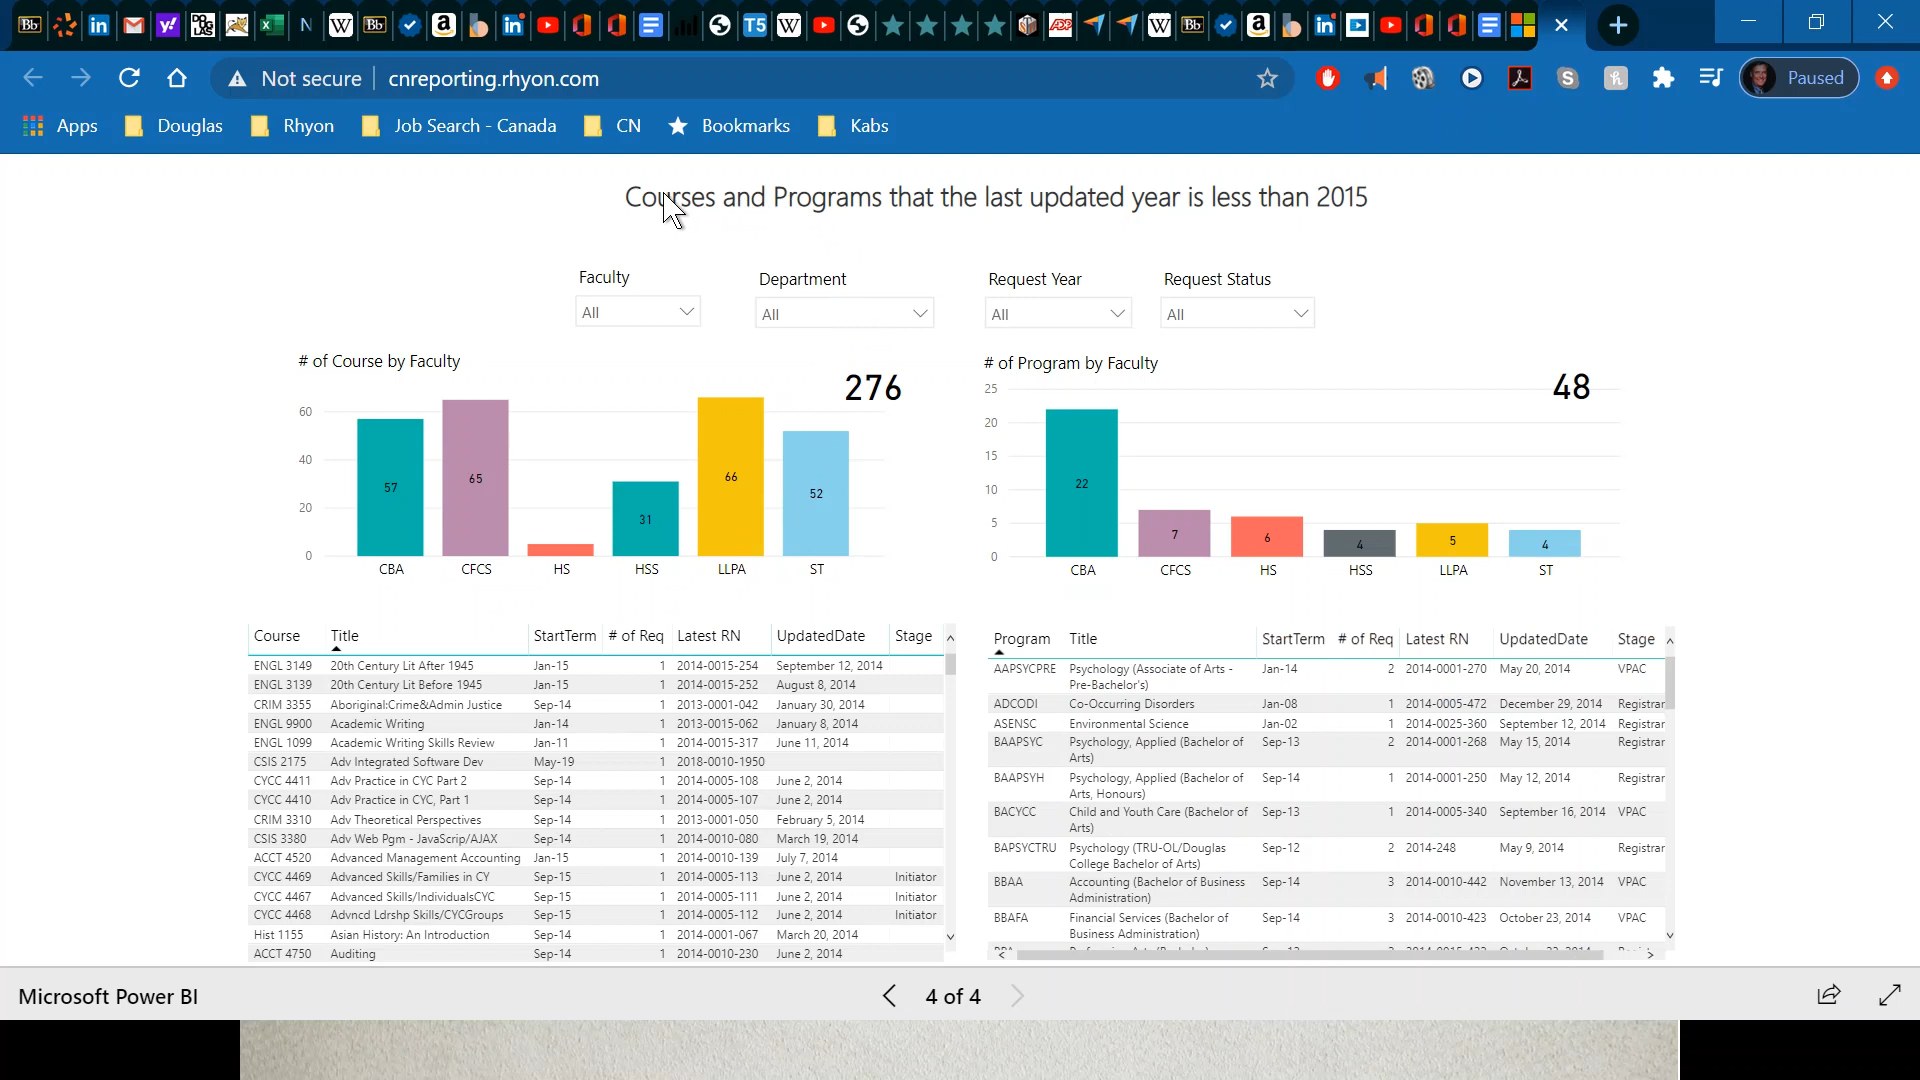 Not secure cnreporting.rhyon.com Paused
Apps Douglas Rhyon Job Search - Canada CN Bookmarks Kabs
Courses and Programs that the last updated year is less than 2015
Faculty Department Request Year Request Status
All All All All
# of Course by Faculty
276
60
40
20
0
57
65
31
66
52
CBA CFCS HS HSS LLPA ST
# of Program by Faculty
48
25
20
15
10
5
0
22
7
6
4
5
4
CBA CFCS HS HSS LLPA ST
Course Title StartTerm # of Req Latest RN UpdatedDate Stage
ENGL 3149 20th Century Lit After 1945 Jan-15 1 2014-0015-254 September 12, 2014
ENGL 3139 20th Century Lit Before 1945 Jan-15 1 2014-0015-252 August 8, 2014
CRIM 3355 Aboriginal:Crime&Admin Justice Sep-14 1 2013-0001-042 January 30, 2014
ENGL 9900 Academic Writing Jan-14 1 2013-0015-062 January 8, 2014
ENGL 1099 Academic Writing Skills Review Jan-11 1 2014-0015-317 June 11, 2014
CSIS 2175 Adv Integrated Software Dev May-19 1 2018-0010-1950
CYCC 4411 Adv Practice in CYC Part 2 Sep-14 1 2014-0005-108 June 2, 2014
CYCC 4410 Adv Practice in CYC, Part 1 Sep-14 1 2014-0005-107 June 2, 2014
CRIM 3310 Adv Theoretical Perspectives Sep-14 1 2013-0001-050 February 5, 2014
CSIS 3380 Adv Web Pgm - JavaScrip/AJAX Sep-14 1 2014-0010-080 March 19, 2014
ACCT 4520 Advanced Management Accounting Jan-15 1 2014-0010-139 July 7, 2014
CYCC 4469 Advanced Skills/Families in CY Sep-15 1 2014-0005-113 June 2, 2014 Initiator
CYCC 4467 Advanced Skills/IndividualsCYC Sep-15 1 2014-0005-111 June 2, 2014 Initiator
CYCC 4468 Advncd Ldrshp Skills/CYCGroups Sep-15 1 2014-0005-112 June 2, 2014 Initiator
Hist 1155 Asian History: An Introduction Sep-14 1 2014-0001-067 March 20, 2014
ACCT 4750 Auditing Sep-14 1 2014-0010-230 June 2, 2014
Program Title StartTerm # of Req Latest RN UpdatedDate Stage
AAPSYCPRE Psychology (Associate of Arts - Jan-14 2 2014-0001-270 May 20, 2014 VPAC
Pre-Bachelor's)
ADCODI Co-Occurring Disorders Jan-08 1 2014-0005-472 December 29, 2014 Registrar
ASENSC Environmental Science Jan-02 1 2014-0025-360 September 12, 2014 Registrar
BAAPSYC Psychology, Applied (Bachelor of Sep-13 2 2014-0001-268 May 15, 2014 Registrar
Arts)
BAAPSYH Psychology, Applied (Bachelor of Sep-14 1 2014-0001-250 May 12, 2014 Registrar
Arts, Honours)
BACYCC Child and Youth Care (Bachelor of Sep-13 1 2014-0005-340 September 16, 2014 VPAC
Arts)
BAPSYCTRU Psychology (TRU-OL/Douglas Sep-12 2 2014-248 May 9, 2014 Registrar
College Bachelor of Arts)
BBAA Accounting (Bachelor of Business Sep-14 3 2014-0010-442 November 13, 2014 VPAC
Administration)
BBAFA Financial Services (Bachelor of Sep-14 3 2014-0010-423 October 23, 2014 VPAC
Business Administration)
Microsoft Power BI 4 of 4